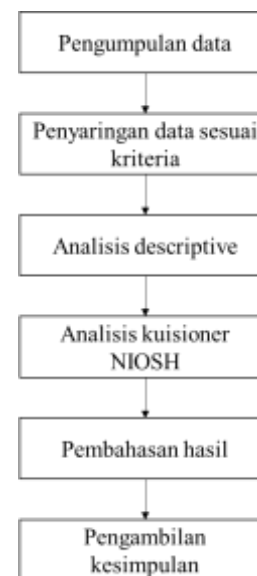 Pengumpulan data
Penyaringan data sesuai
kriteria
Analisis descriptive
Analisis kuisioner
NIOSH
Pembahasan hasil
Pengambilan
kesimpulan